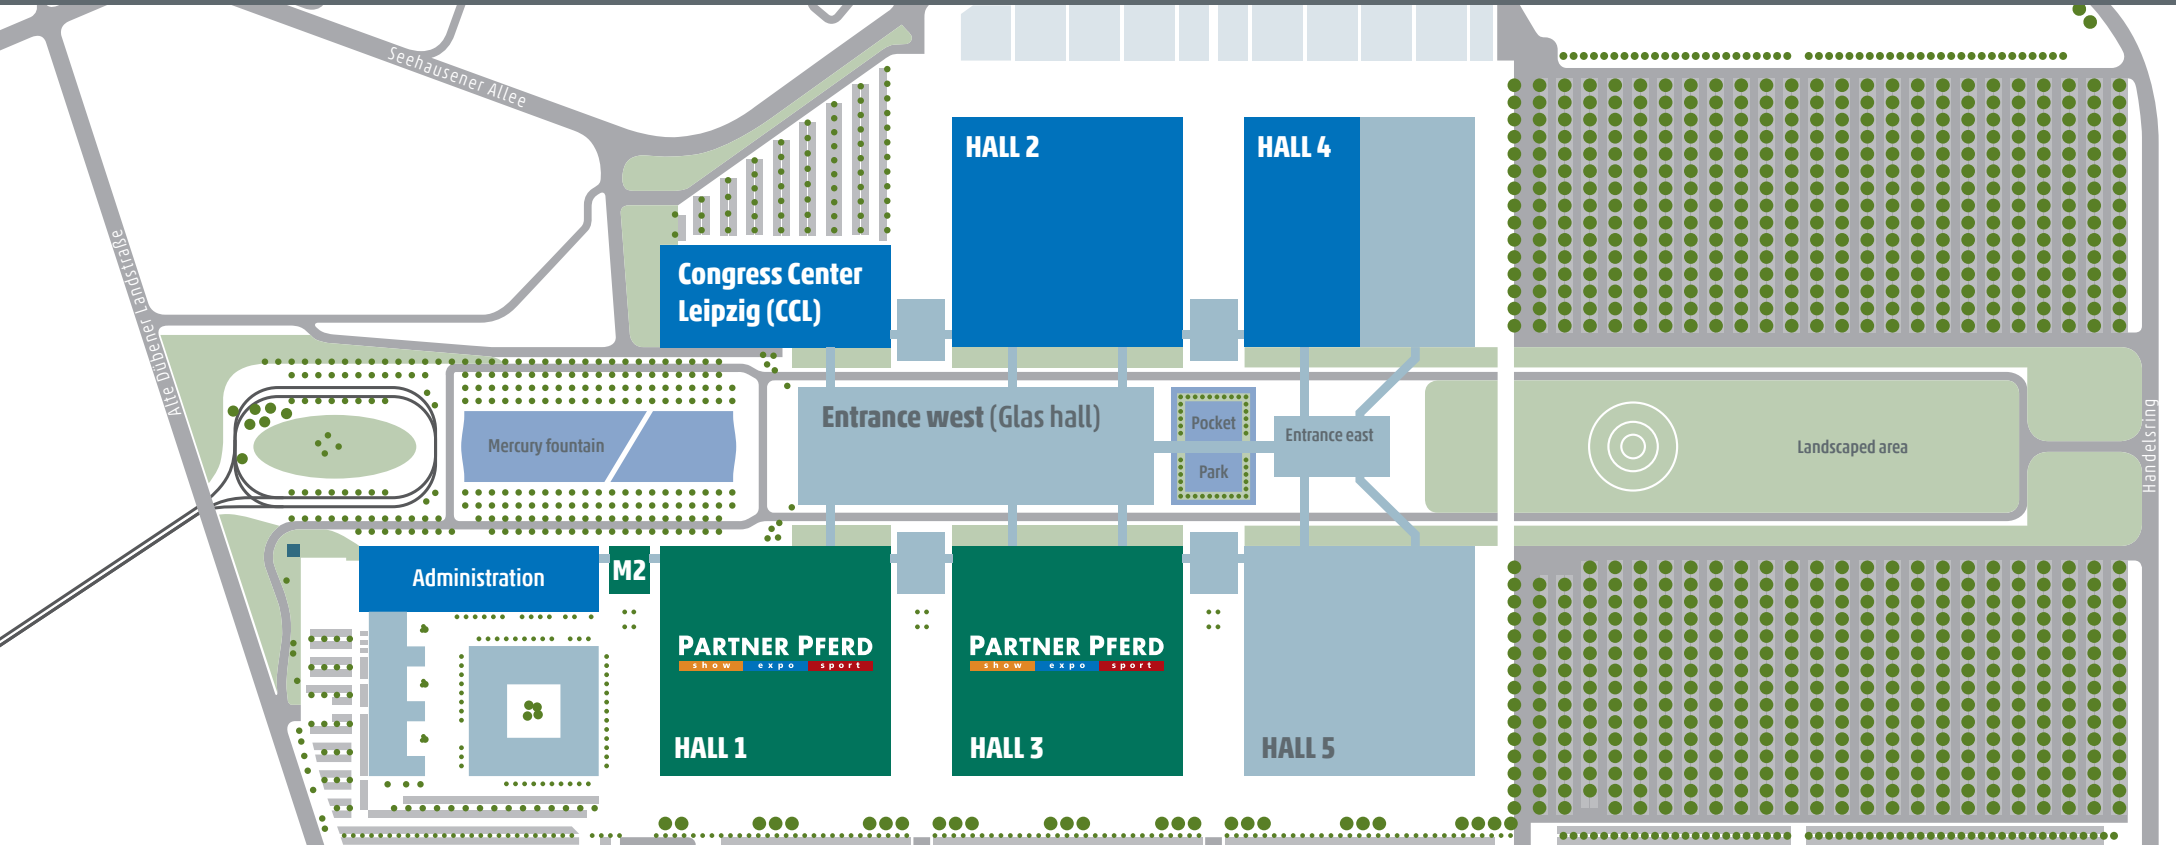 Seehausener Allee
HALL 2
HALL 4
Alte Dübener Landstraße
Congress Center
Leipzig (CCL)
Entrance west (Glas hall)
Pocket
Park
Entrance east
Mercury fountain
Landscaped area
Handelsring
Administration
M2
PARTNER PFERD
show expo sport
HALL 1
PARTNER PFERD
show expo sport
HALL 3
HALL 5